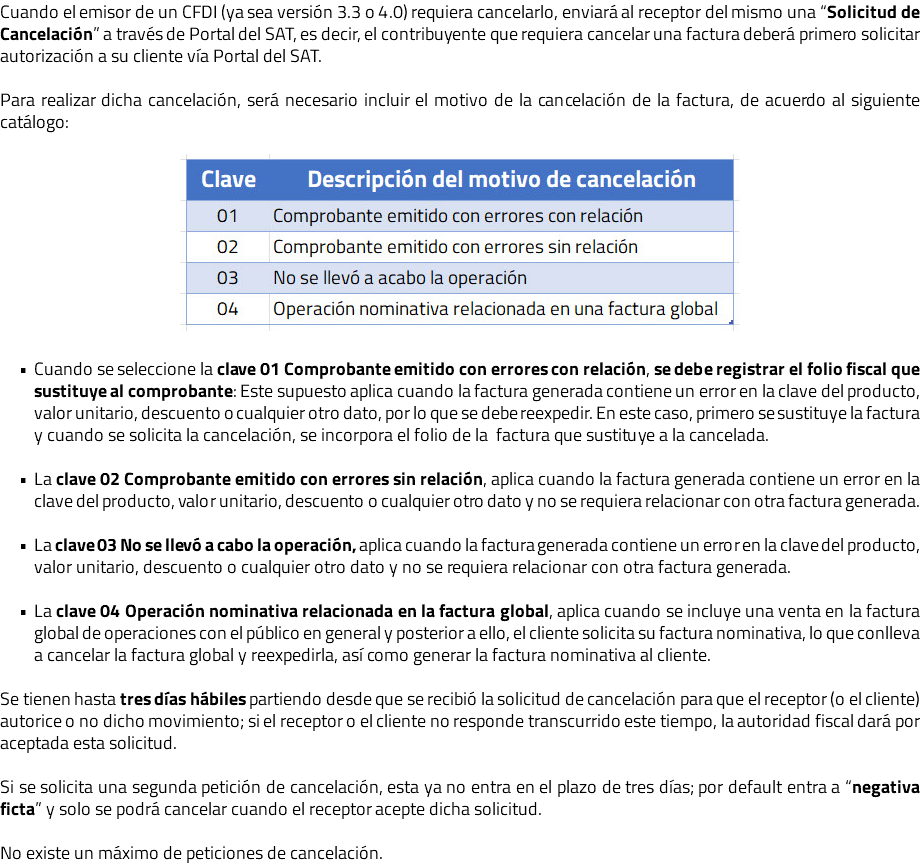 Cuando el emisor de un CFDI (ya sea versión 3.3 o 4.0) requiera cancelarlo, enviará al receptor del mismo una “Solicitud de
Cancelación” a través de Portal del SAT, es decir, el contribuyente que requiera cancelar una factura deberá primero solicitar
autorización a su cliente vía Portal del SAT.
Para realizar dicha cancelación, será necesario incluir el motivo de la cancelación de la factura, de acuerdo al siguiente
catálogo:
Clave Descripción del motivo de cancelación
01 Comprobante emitido con errores con relación
02 Comprobante emitido con errores sin relación
03 No se llevó a acabo la operación
04 Operación nominativa relacionada en una factura global
▪ Cuando se seleccione la clave 01 Comprobante emitido con errores con relación, se debe registrar el folio fiscal que
sustituye al comprobante: Este supuesto aplica cuando la factura generada contiene un error en la clave del producto,
valor unitario, descuento o cualquier otro dato, por lo que se debe reexpedir. En este caso, primero se sustituye la factura
y cuando se solicita la cancelación, se incorpora el folio de la factura que sustituye a la cancelada.
▪ La clave 02 Comprobante emitido con errores sin relación, aplica cuando la factura generada contiene un error en la
clave del producto, valor unitario, descuento o cualquier otro dato y no se requiera relacionar con otra factura generada.
▪ La clave 03 No se llevó a cabo la operación, aplica cuando la factura generada contiene un error en la clave del producto,
valor unitario, descuento o cualquier otro dato y no se requiera relacionar con otra factura generada.
▪ La clave 04 Operación nominativa relacionada en la factura global, aplica cuando se incluye una venta en la factura
global de operaciones con el público en general y posterior a ello, el cliente solicita su factura nominativa, lo que conlleva
a cancelar la factura global y reexpedirla, así como generar la factura nominativa al cliente.
Se tienen hasta tres días hábiles partiendo desde que se recibió la solicitud de cancelación para que el receptor (o el cliente)
autorice o no dicho movimiento; si el receptor o el cliente no responde transcurrido este tiempo, la autoridad fiscal dará por
aceptada esta solicitud.
Si se solicita una segunda petición de cancelación, esta ya no entra en el plazo de tres días; por default entra a “negativa
ficta” y solo se podrá cancelar cuando el receptor acepte dicha solicitud.
No existe un máximo de peticiones de cancelación.